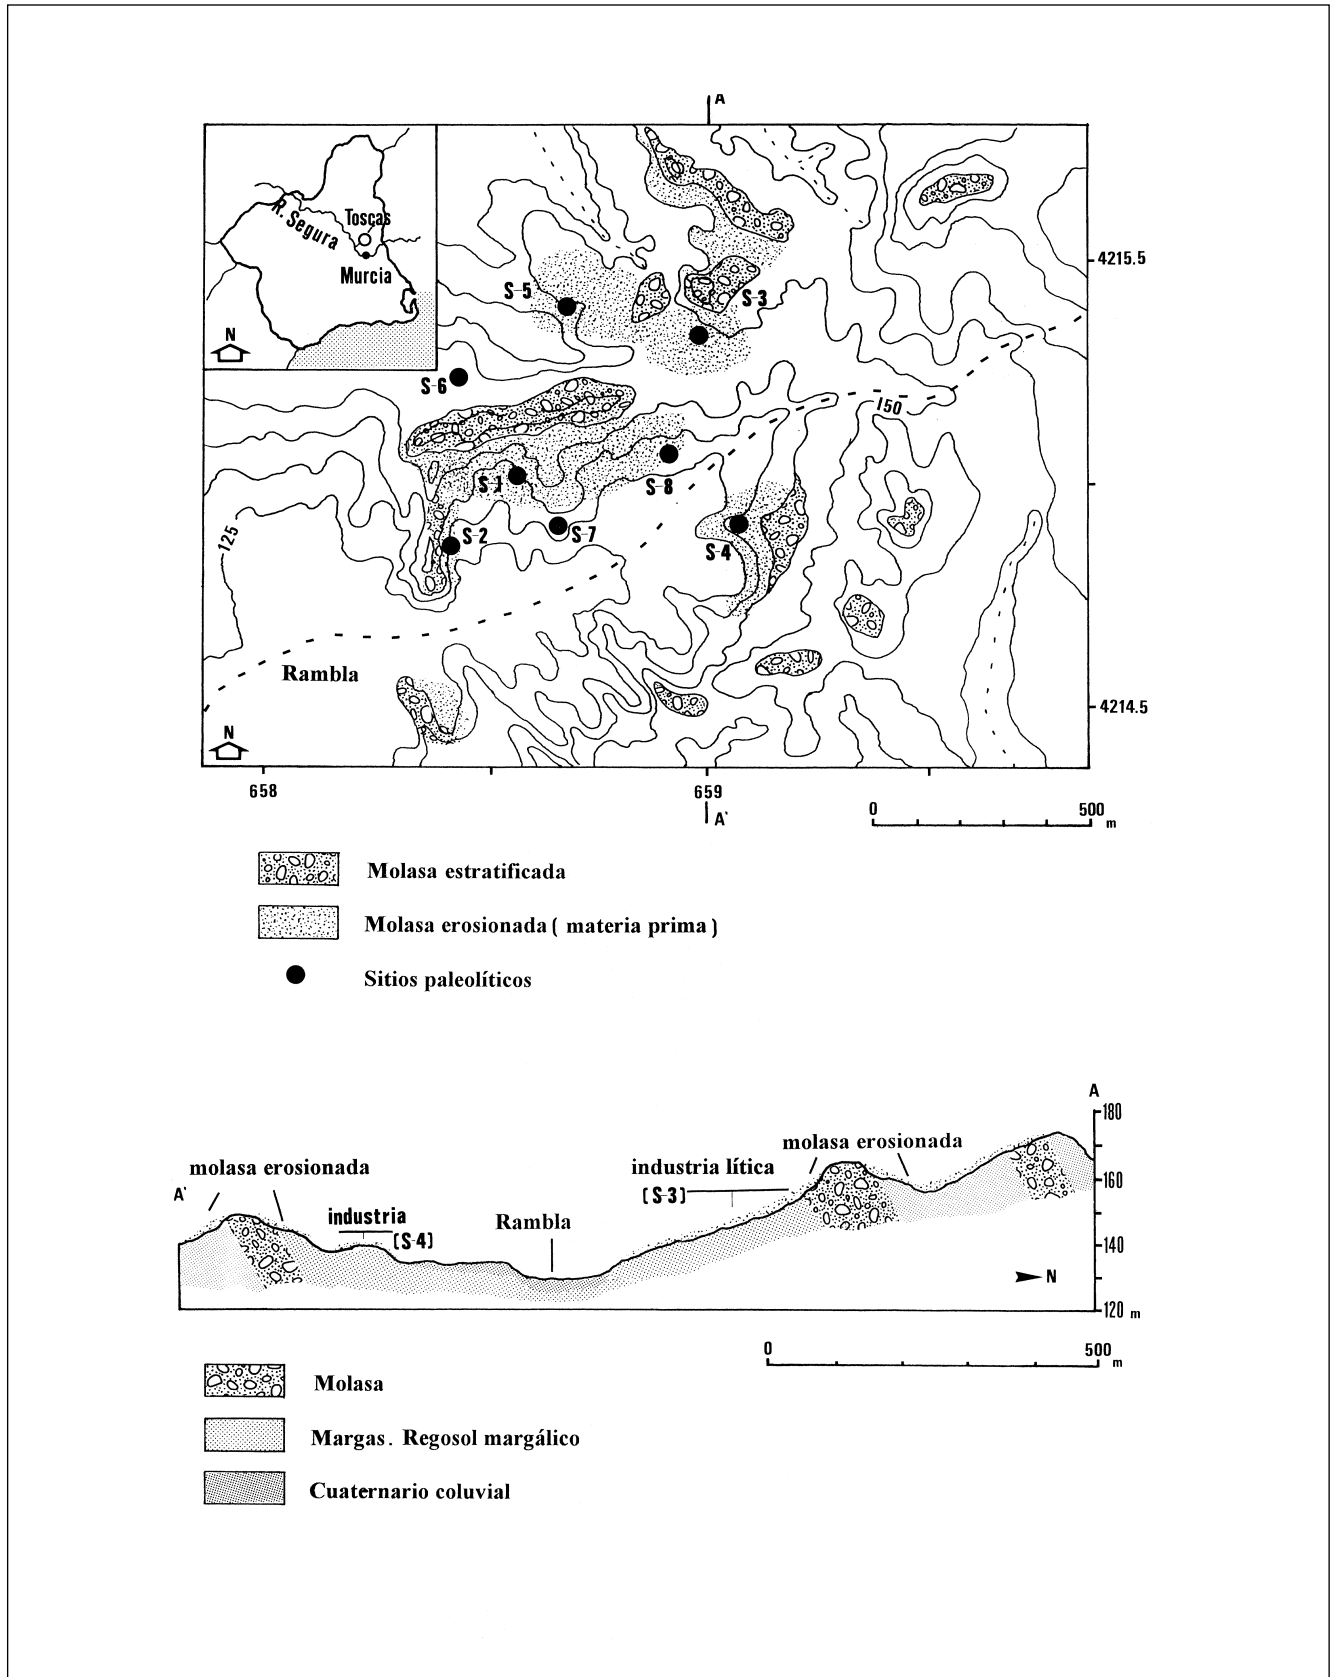 A
R. Segura
Toscas
Murcia
N
4215.5
S-5
S-3
S-6
150
S-1
S-8
S-2
S-7
S-4
125
Rambla
4214.5
N
658
659
A'
0
500
m
Molasa estratificada
Molasa erosionada ( materia prima )
Sitios paleolíticos
A
180
molasa erosionada
molasa erosionada
industria lítica
(S-3)
160
A'
industria
(S-4)
Rambla
140
N
120 m
0
500
m
Molasa
Margas. Regosol margálico
Cuaternario coluvial